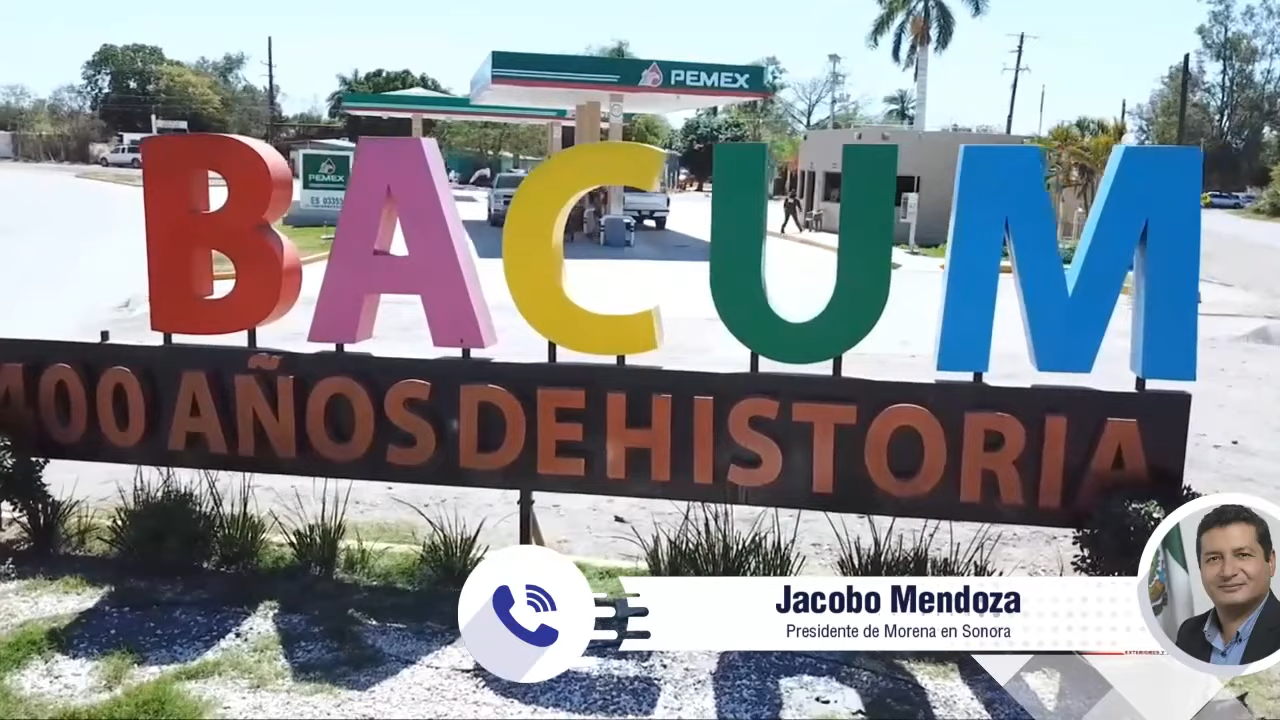 PEMEX
PEMEX
BACUM
400 AÑOS DE HISTORIA
Jacobo Mendoza
Presidente de Morena en Sonora